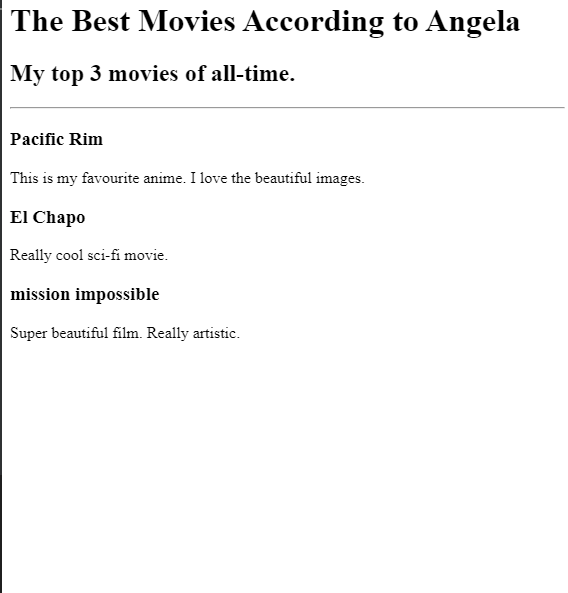 The Best Movies According to Angela
My top 3 movies of all-time.
Pacific Rim
This is my favourite anime. I love the beautiful images.
El Chapo
Really cool sci-fi movie.
mission impossible
Super beautiful film. Really artistic.